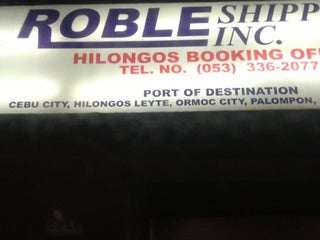 ROBLE SHIPP
INC.
HILONGOS BOOKING OF
TEL. NO. (053) 336-2077
PORT OF DESTINATION
CEBU CITY, HILONGOS LEYTE, ORMOC CITY, PALOMPON,